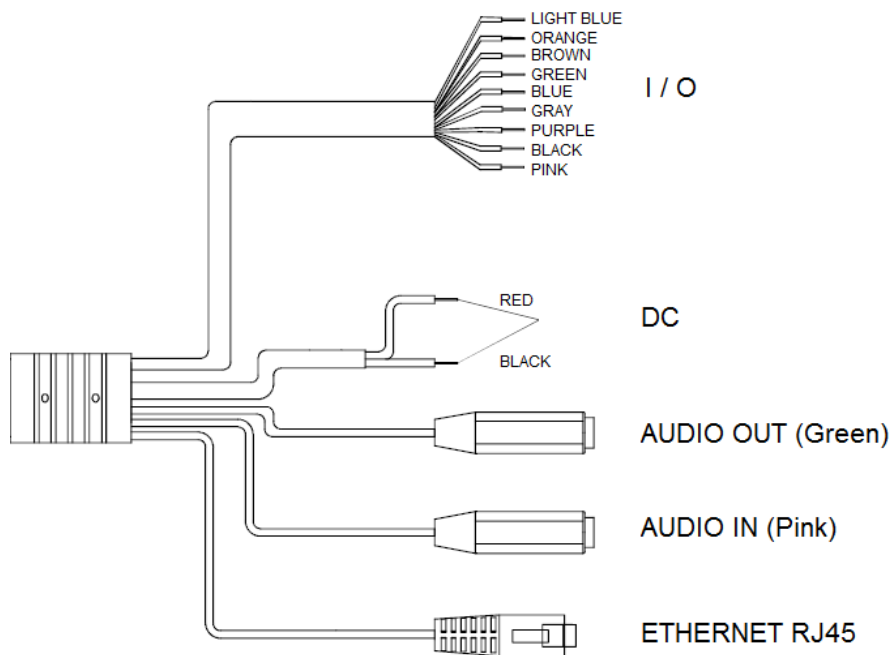 LIGHT BLUE
ORANGE
BROWN
GREEN
BLUE
GRAY
PURPLE
BLACK
PINK
I / O
RED
BLACK
DC
AUDIO OUT (Green)
AUDIO IN (Pink)
ETHERNET RJ45